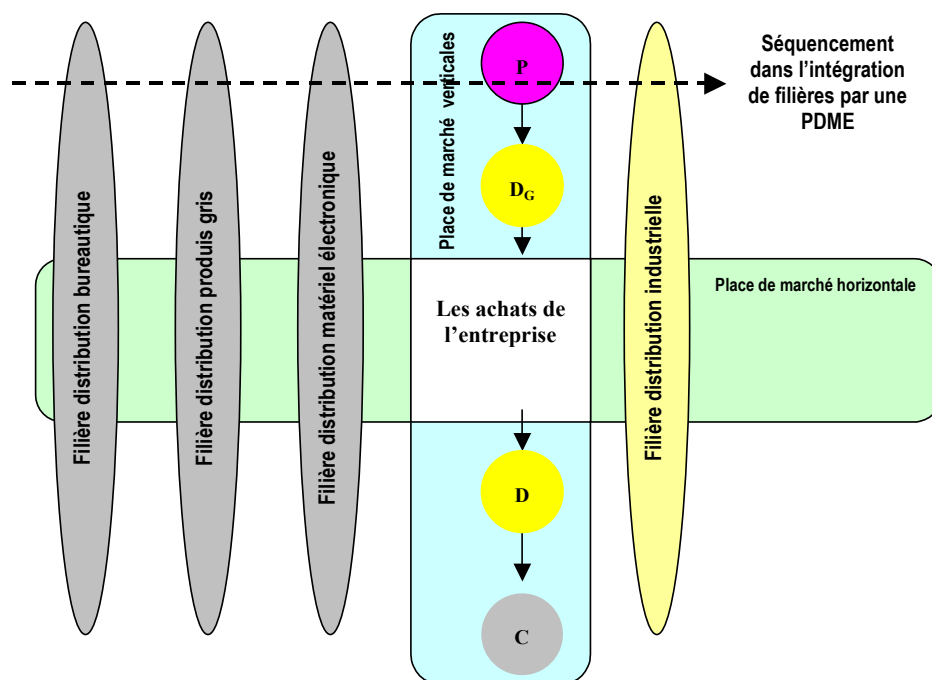 Séquencement
dans l’intégration
de filières par une
PDME
P
Place de marché verticales
D_G
Filière distribution bureautique
Filière distribution produis gris
Filière distribution matériel électronique
Les achats de
l’entreprise
Filière distribution industrielle
Place de marché horizontale
D
C